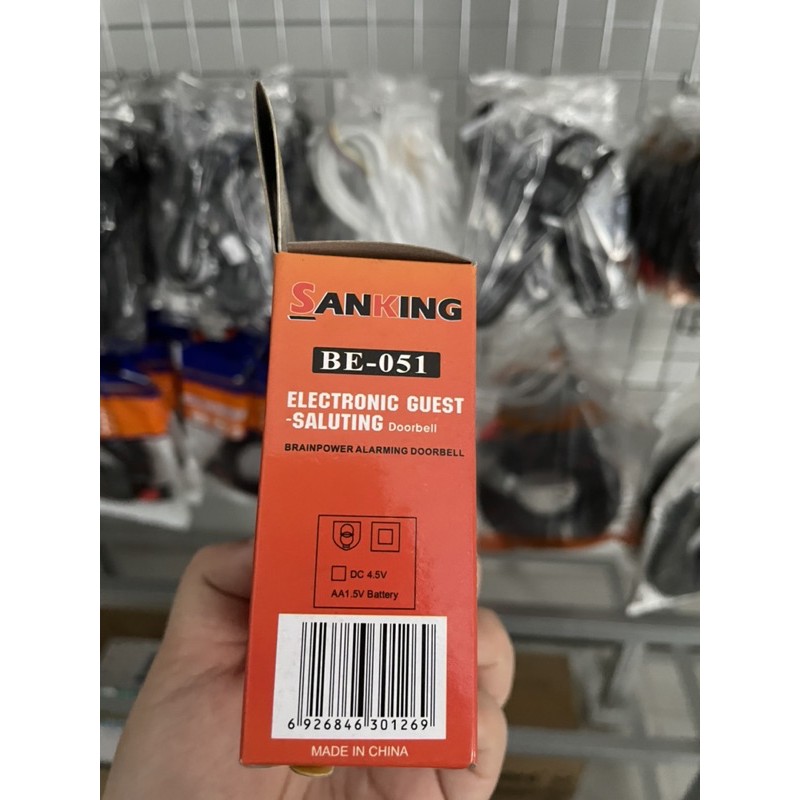 SANKING
BE-051
ELECTRONIC GUEST
-SALUTING Doorbell
BRAINPOWER ALARMING DOORBELL
DC 4.5V
AA1.5V Battery
6 926846 301269
MADE IN CHINA